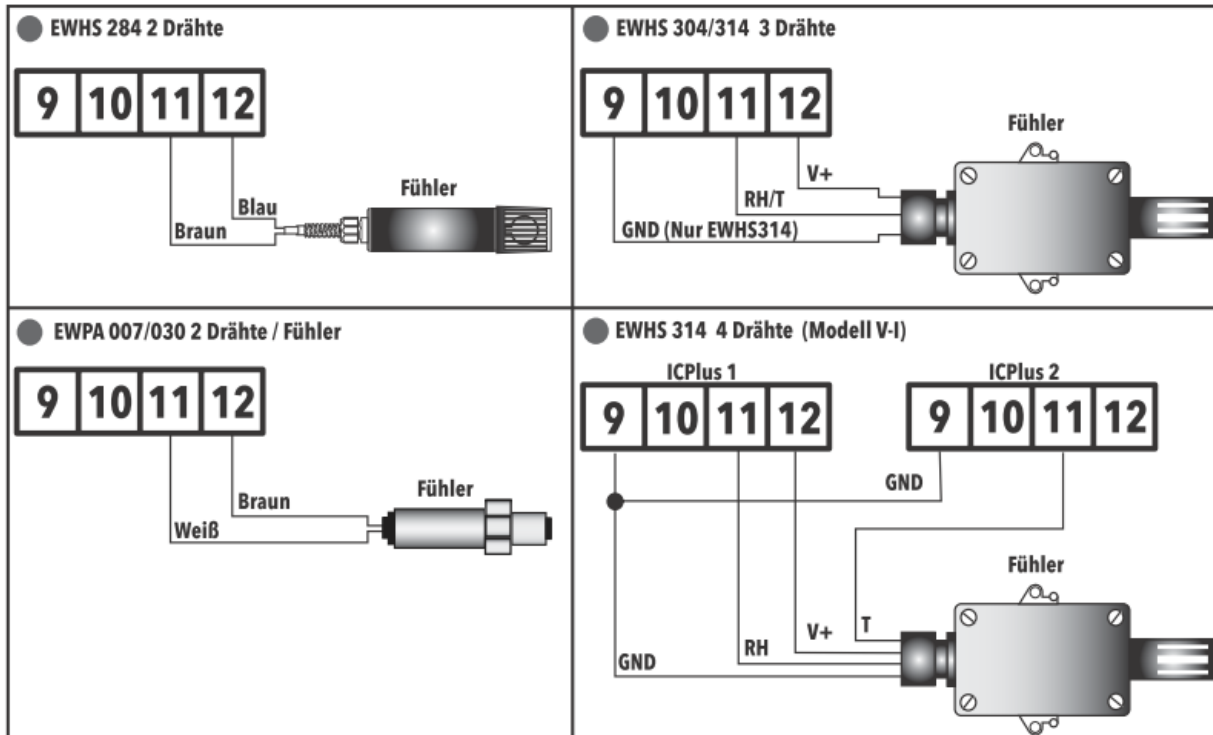 EWHS 284 2 Drähte
9 10 11 12
Fühler
Blau
Braun
EWHS 304/314 3 Drähte
9 10 11 12
Fühler
V+
RH/T
GND (Nur EWHS314)
EWPA 007/030 2 Drähte / Fühler
9 10 11 12
Fühler
Braun
Weiß
EWHS 314 4 Drähte (Modell V-I)
ICPlus 1
ICPlus 2
9 10 11 12
9 10 11 12
GND
Fühler
T
V+
RH
GND